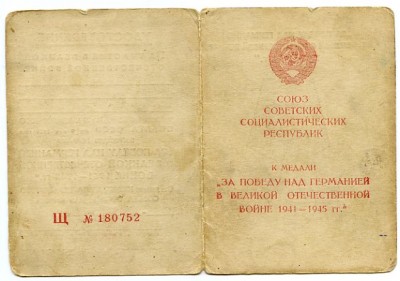 Щ № 180752
СОЮЗ
СОВЕТСКИХ
СОЦИАЛИСТИЧЕСКИХ
РЕСПУБЛИК
К МЕДАЛИ
„ЗА ПОБЕДУ НАД ГЕРМАНИЕЙ
В ВЕЛИКОЙ ОТЕЧЕСТВЕННОЙ
ВОЙНЕ 1941–1945 гг.“